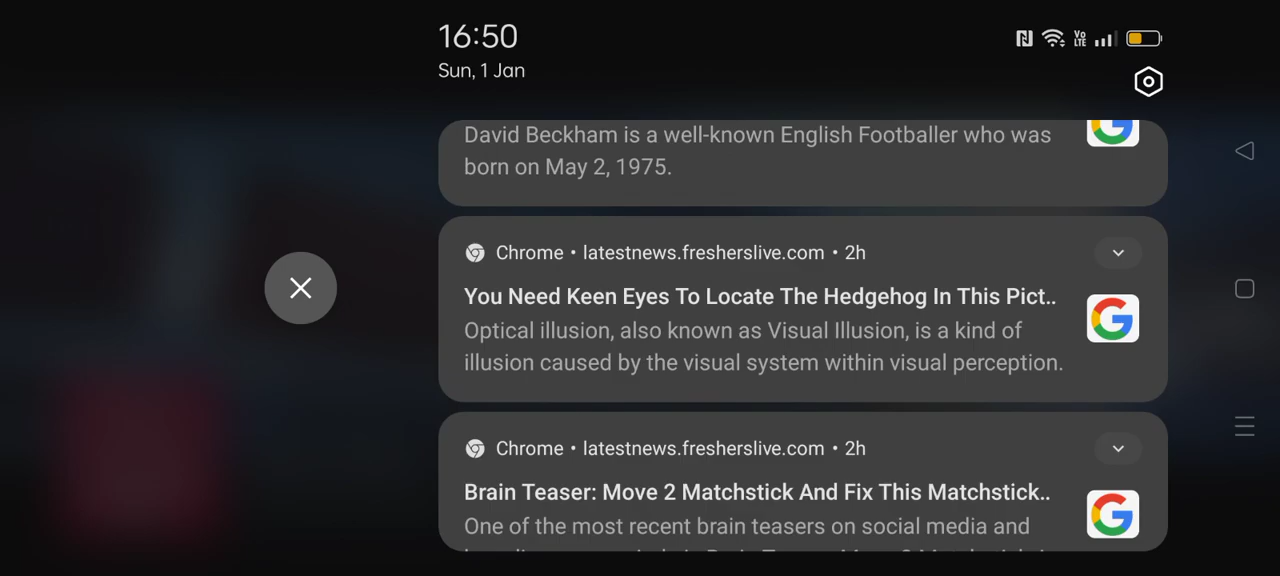 16:50
Sun, 1 Jan
David Beckham is a well-known English Footballer who was
born on May 2, 1975.
Chrome • latestnews.fresherslive.com • 2h
You Need Keen Eyes To Locate The Hedgehog In This Pict..
Optical illusion, also known as Visual Illusion, is a kind of
illusion caused by the visual system within visual perception.
Chrome • latestnews.fresherslive.com • 2h
Brain Teaser: Move 2 Matchstick And Fix This Matchstick..
One of the most recent brain teasers on social media and